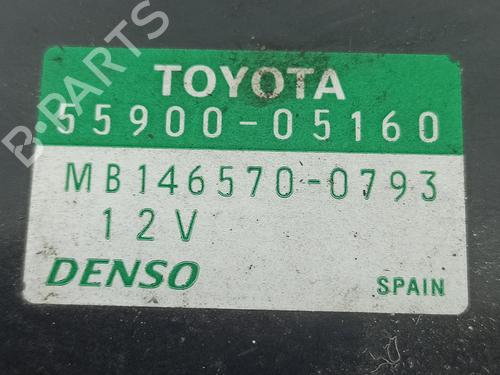 B-PARTS
TOYOTA
55900-05160
MB146570-0793
12V
DENSO
SPAIN